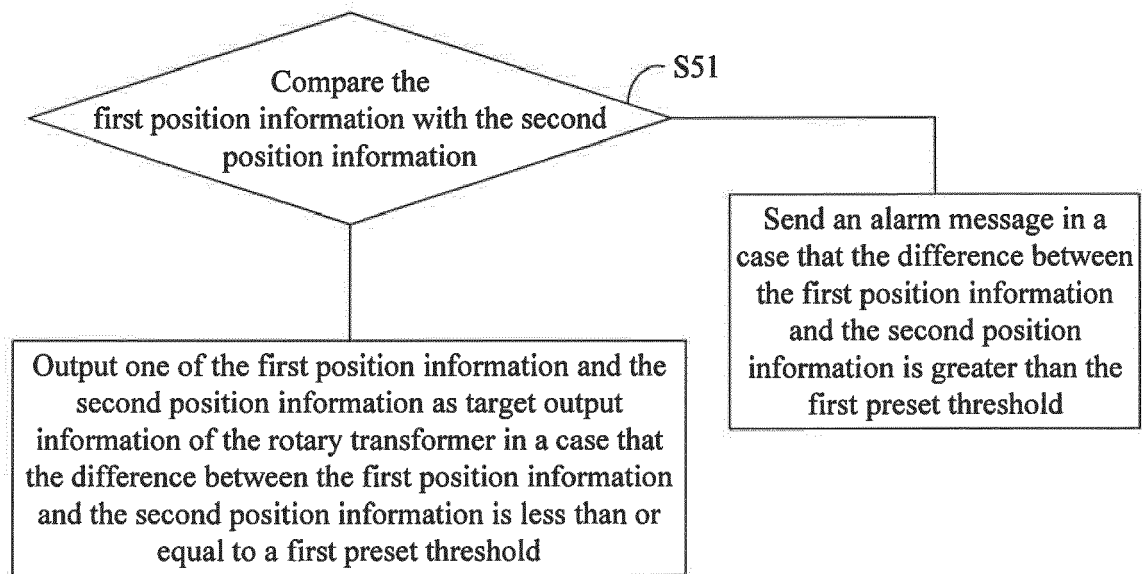 Compare the
first position information with the second
position information
S51
Send an alarm message in a
case that the difference between
the first position information
and the second position
information is greater than the
first preset threshold
Output one of the first position information and the
second position information as target output
information of the rotary transformer in a case that
the difference between the first position information
and the second position information is less than or
equal to a first preset threshold